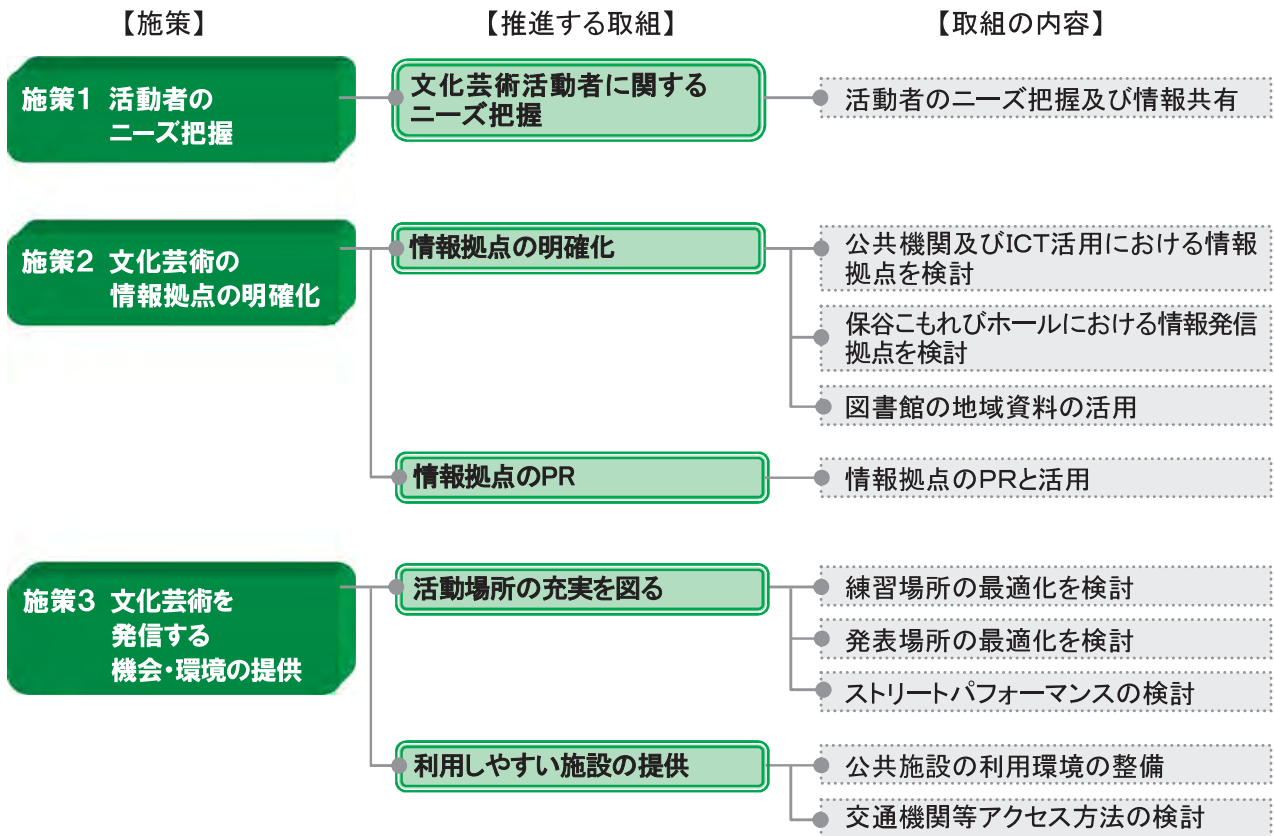 【施策】
【推進する取組】
【取組の内容】
施策1 活動者の
ニーズ把握
文化芸術活動者に関する
ニーズ把握
活動者のニーズ把握及び情報共有
施策2 文化芸術の
情報拠点の明確化
情報拠点の明確化
公共機関及びICT活用における情報
拠点を検討
保谷こもれびホールにおける情報発信
拠点を検討
図書館の地域資料の活用
情報拠点のPR
情報拠点のPRと活用
施策3 文化芸術を
発信する
機会・環境の提供
活動場所の充実を図る
練習場所の最適化を検討
発表場所の最適化を検討
ストリートパフォーマンスの検討
利用しやすい施設の提供
公共施設の利用環境の整備
交通機関等アクセス方法の検討